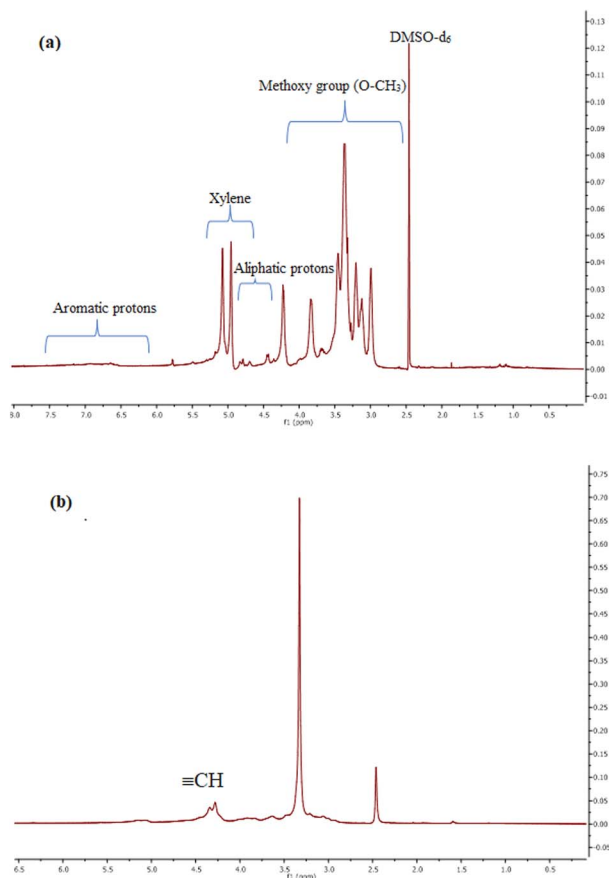 (a)
DMSO-d₆
Methoxy group (O-CH₃)
Xylene
Aliphatic protons
Aromatic protons
0.13
0.12
0.11
0.10
0.09
0.08
0.07
0.06
0.05
0.04
0.03
0.02
0.01
0.00
-0.01
8.0 7.5 7.0 6.5 6.0 5.5 5.0 4.5 4.0 3.5 3.0 2.5 2.0 1.5 1.0 0.5
f1 (ppm)
(b)
≡CH
0.75
0.70
0.65
0.60
0.55
0.50
0.45
0.40
0.35
0.30
0.25
0.20
0.15
0.10
0.05
0.00
-0.05
6.5 6.0 5.5 5.0 4.5 4.0 3.5 3.0 2.5 2.0 1.5 1.0 0.5
f1 (ppm)